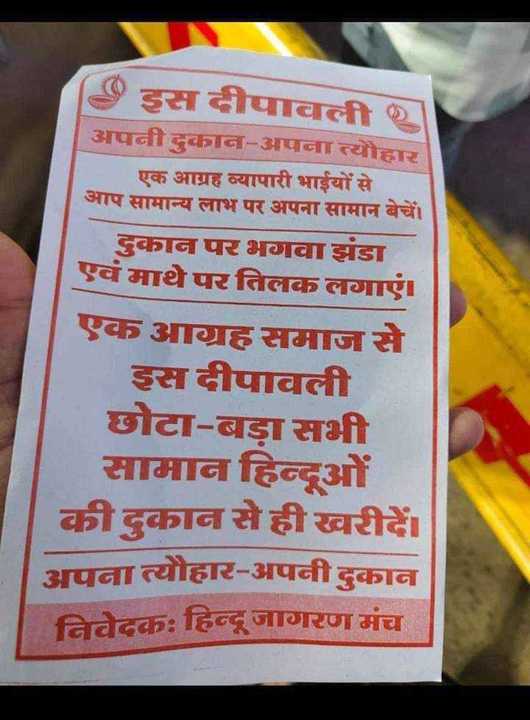 इस दीपावली
अपनी दुकान-अपना त्यौहार
एक आग्रह व्यापारी भाईयों से
आप सामान्य लाभ पर अपना सामान बेचें।
दुकान पर भगवा झंडा
एवं माथे पर तिलक लगाएं।
एक आग्रह समाज से
इस दीपावली
छोटा-बड़ा सभी
सामान हिन्दूओं
की दुकान से ही खरीदें।
अपना त्यौहार-अपनी दुकान
निवेदक: हिन्दू जागरण मंच